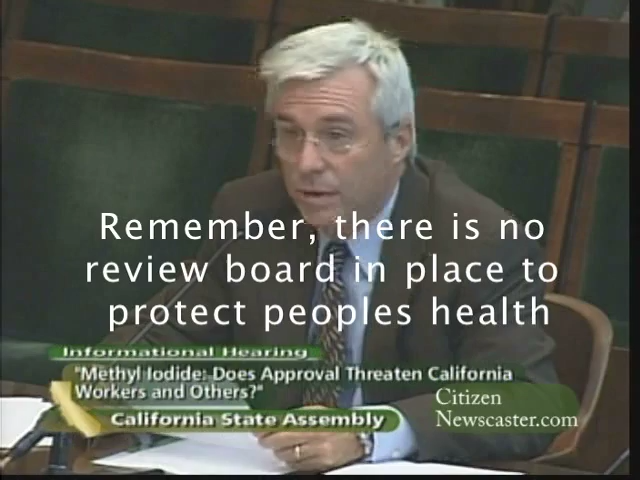 Remember, there is no
review board in place to
protect peoples health
Informational Hearing
"Methyl Iodide: Does Approval Threaten California
Workers and Others?"
California State Assembly
Citizen
Newscaster.com